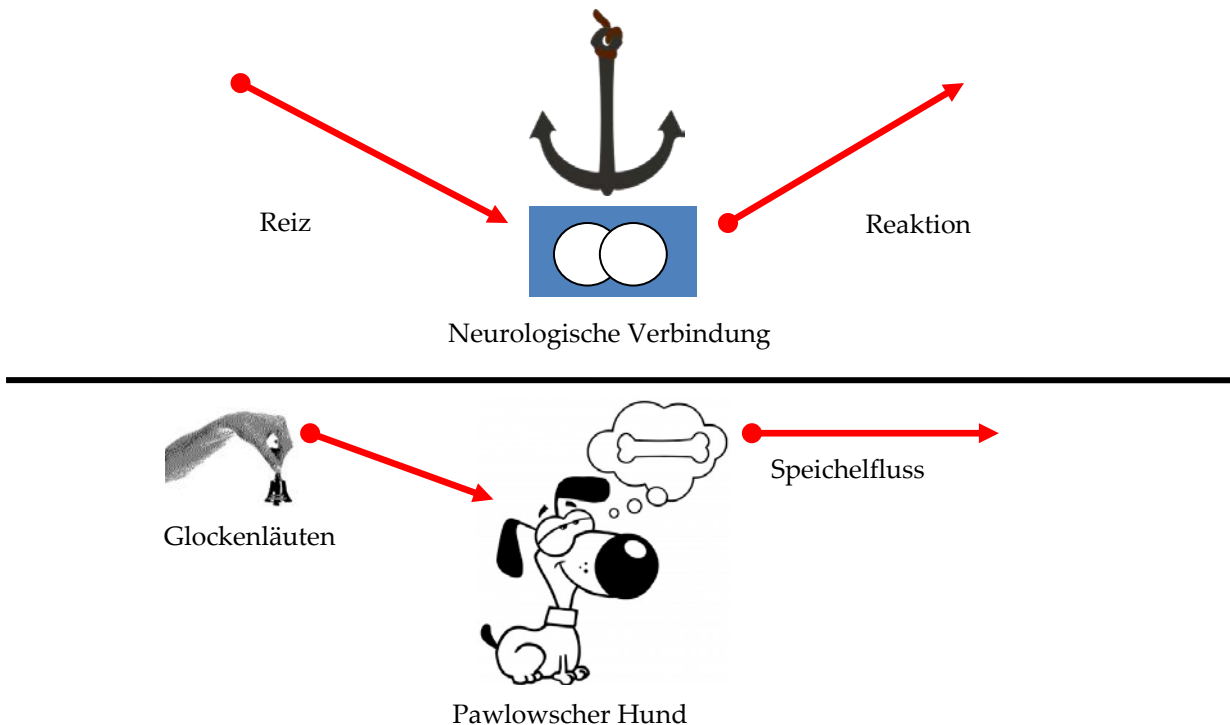 Reiz
Reaktion
Neurologische Verbindung
Speichelfluss
Glockenläuten
Pawlowscher Hund